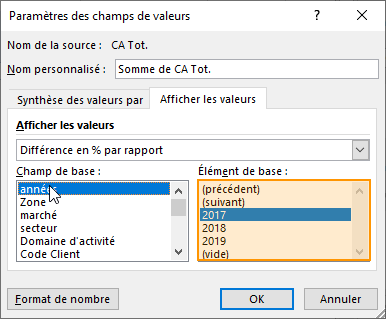 Paramètres des champs de valeurs ? ×
Nom de la source : CA Tot.
Nom personnalisé : Somme de CA Tot.
Synthèse des valeurs par Afficher les valeurs
Afficher les valeurs
Différence en % par rapport
Champ de base : Élément de base :
années (précédent)
Zone (suivant)
marché 2017
secteur 2018
Domaine d'activité 2019
Code Client (vide)
Format de nombre OK Annuler